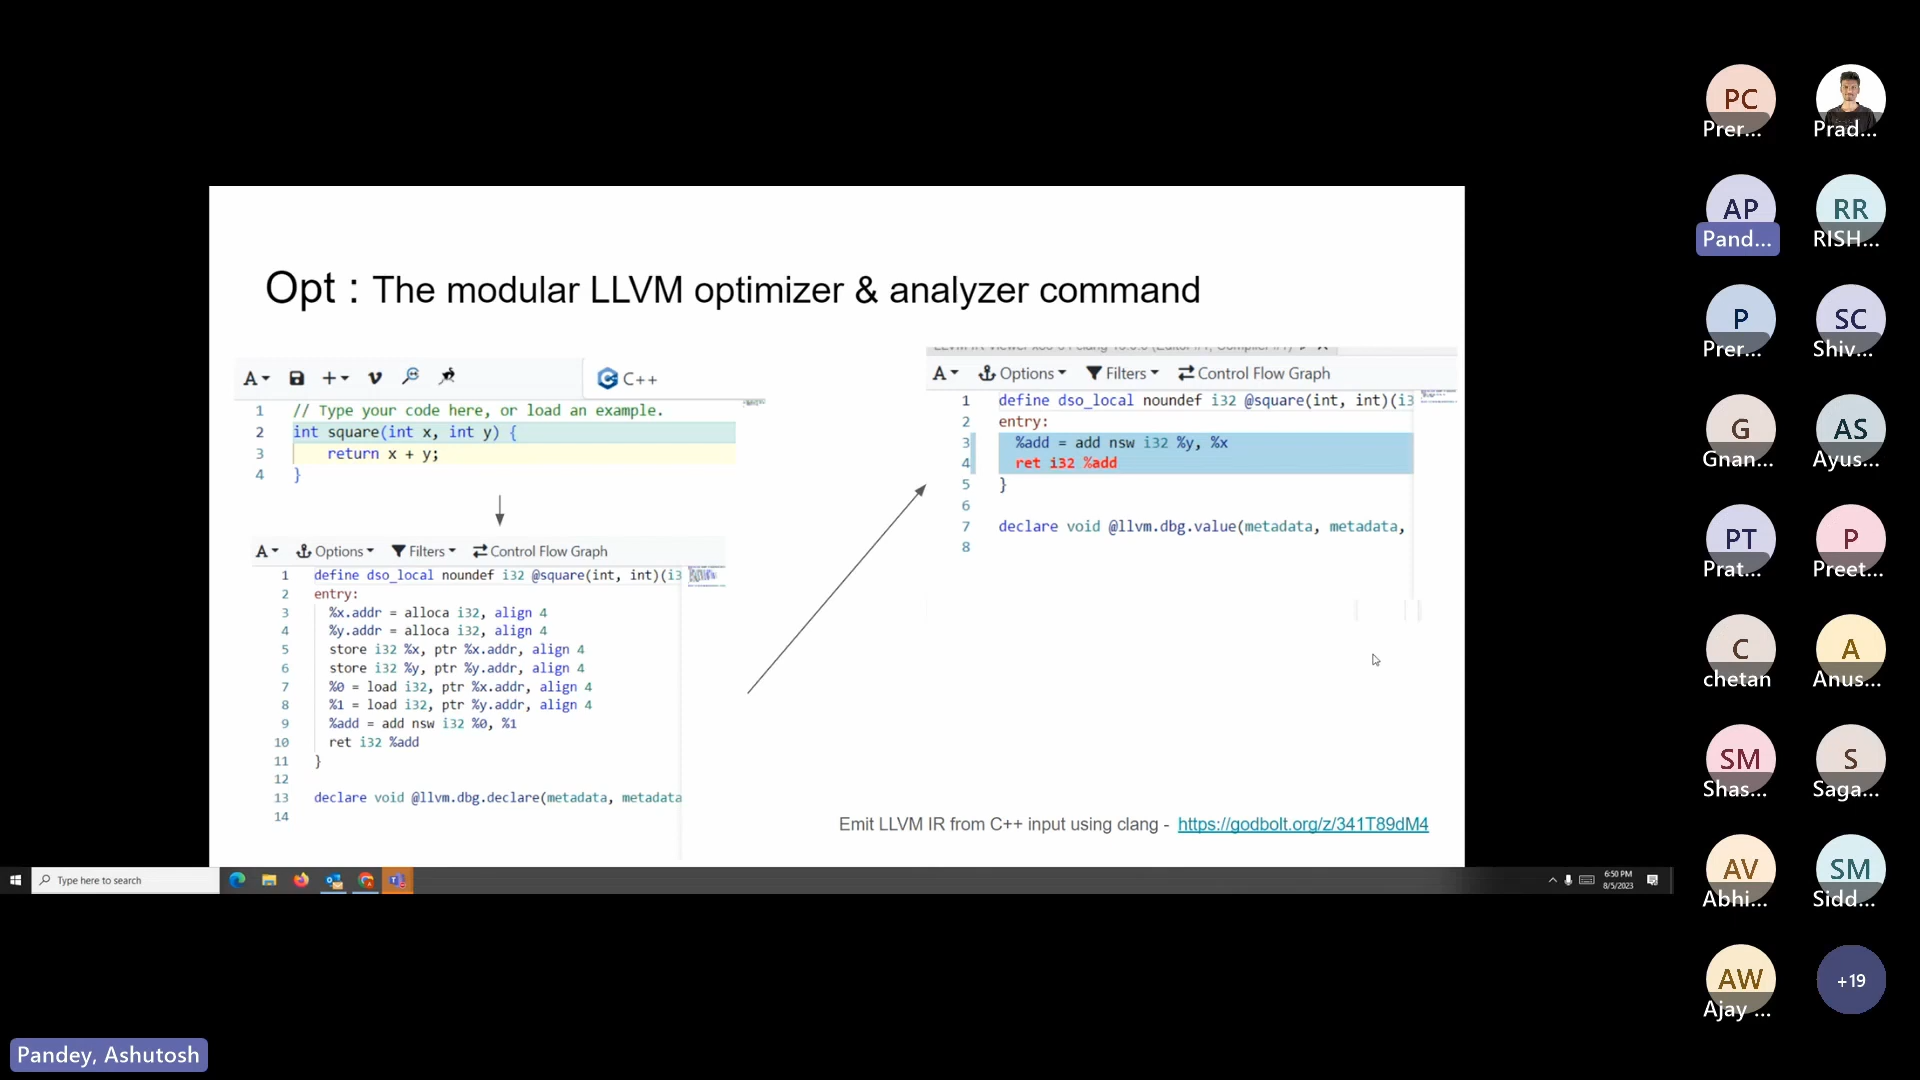 Opt : The modular LLVM optimizer & analyzer command
A
C++
1 // Type your code here, or load an example.
2 int square(int x, int y) {
3 return x + y;
4 }
A Options Filters Control Flow Graph
1 define dso_local noundef i32 @square(int, int)(i3
2 entry:
3 %x.addr = alloca i32, align 4
4 %y.addr = alloca i32, align 4
5 store i32 %x, ptr %x.addr, align 4
6 store i32 %y, ptr %y.addr, align 4
7 %0 = load i32, ptr %x.addr, align 4
8 %1 = load i32, ptr %y.addr, align 4
9 %add = add nsw i32 %0, %1
10 ret i32 %add
11 }
12
13 declare void @llvm.dbg.declare(metadata, metadata
14
A Options Filters Control Flow Graph
1 define dso_local noundef i32 @square(int, int)(i3
2 entry:
3 %add = add nsw i32 %y, %x
4 ret i32 %add
5 }
6
7 declare void @llvm.dbg.value(metadata, metadata,
8
Emit LLVM IR from C++ input using clang - https://godbolt.org/z/341T89dM4
Type here to search
6:50 PM
8/5/2023
PC
Prer...
Prad...
AP
Pand...
RR
RISH...
P
Prer...
SC
Shiv...
G
Gnan...
AS
Ayus...
PT
Prat...
P
Preet...
C
chetan
A
Anus...
SM
Shas...
S
Saga...
AV
Abhi...
SM
Sidd...
AW
Ajay ...
+19
Pandey, Ashutosh